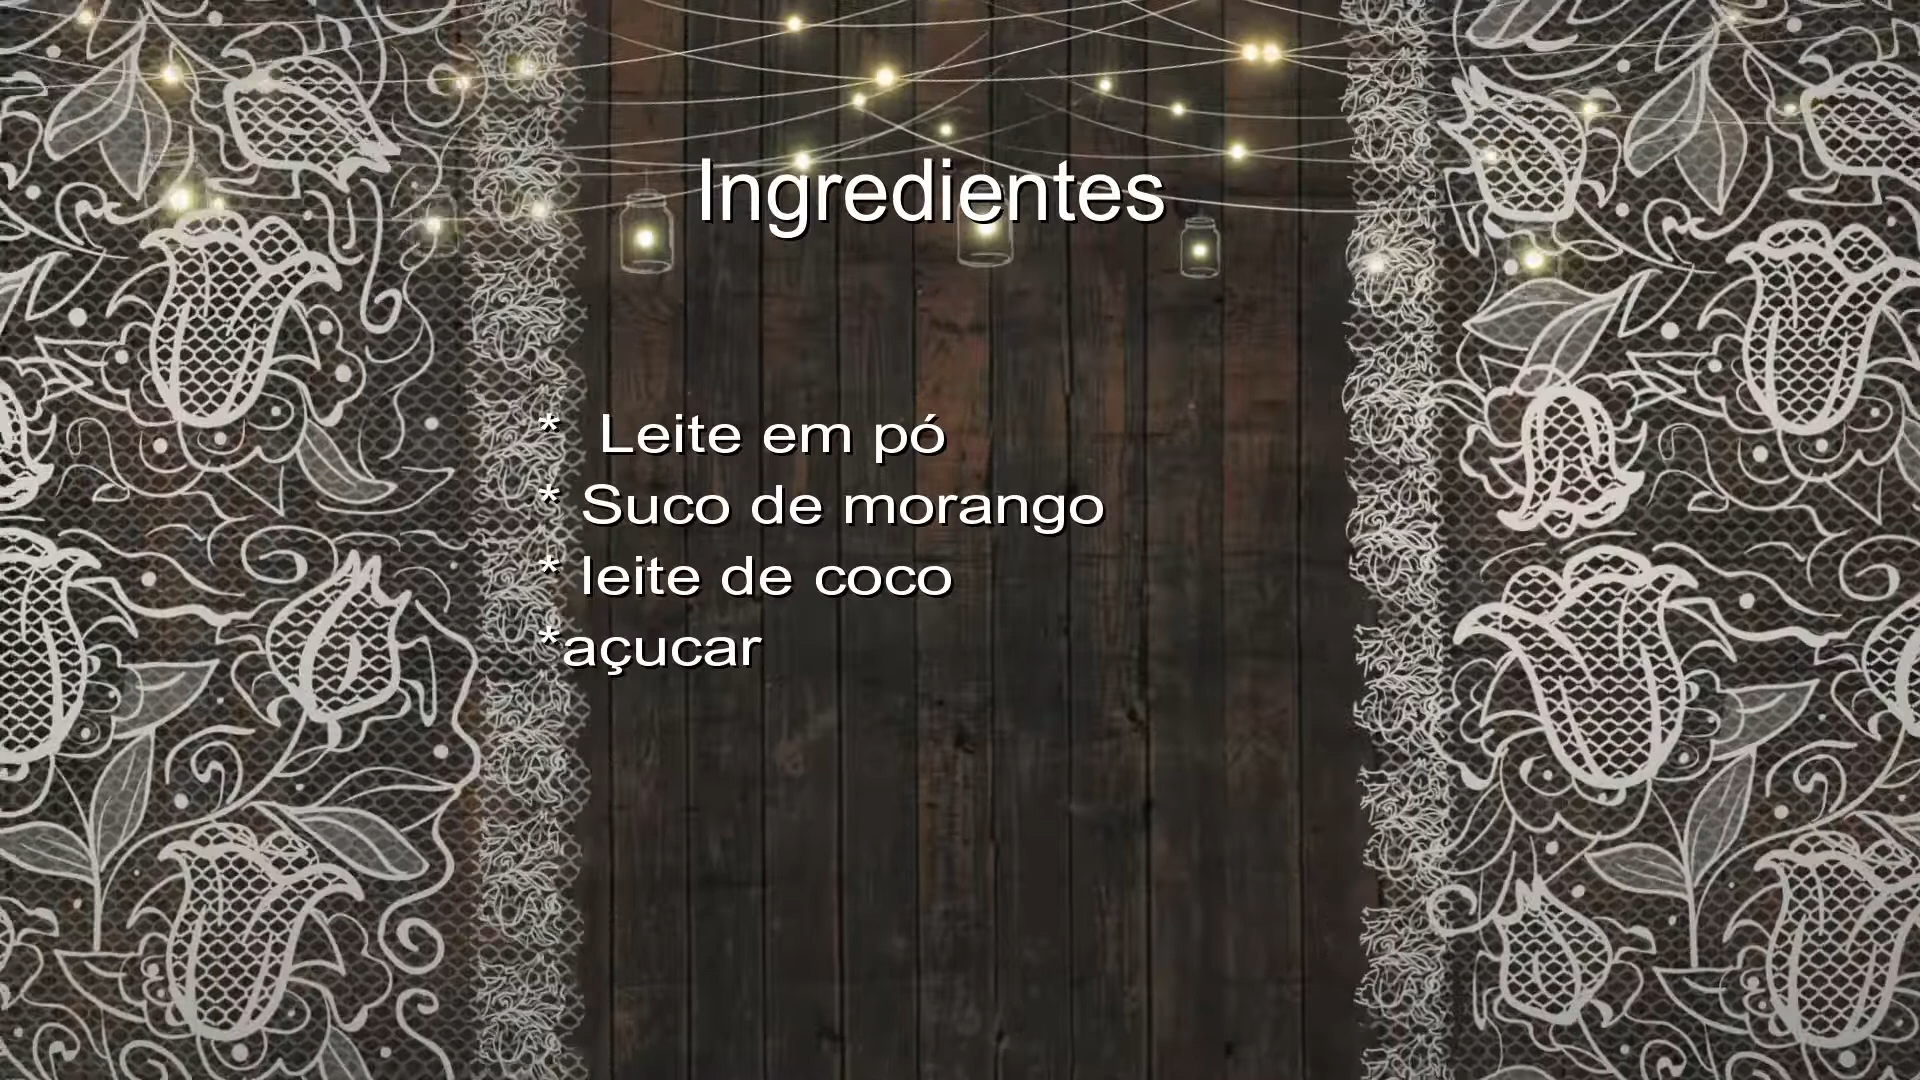 Ingredientes
* Leite em pó
* Suco de morango
* leite de coco
*açucar